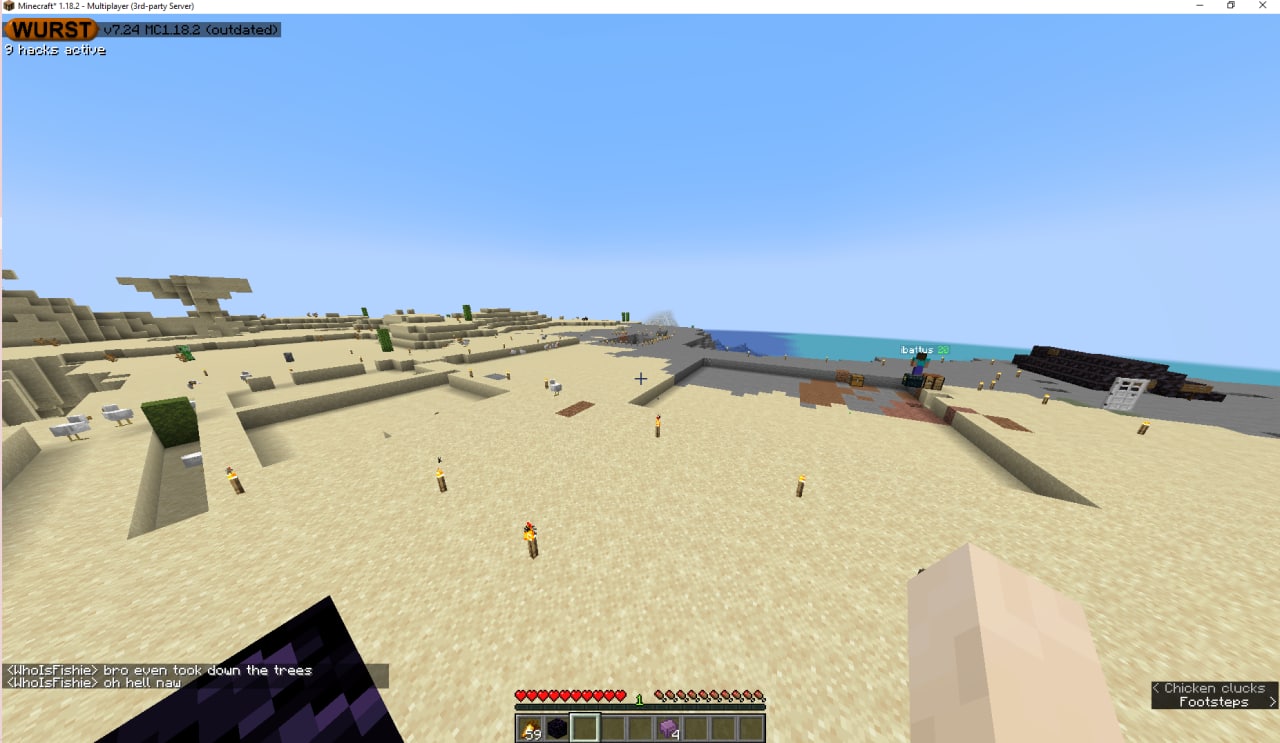 Minecraft* 1.18.2 - Multiplayer (3rd-party Server)
WURST v7.24 MC1.18.2 (outdated)
9 hacks active
ibattus 20
<WhoIsFishie> bro even took down the trees
<WhoIsFishie> oh hell naw
1
59
4
< Chicken clucks
Footsteps >